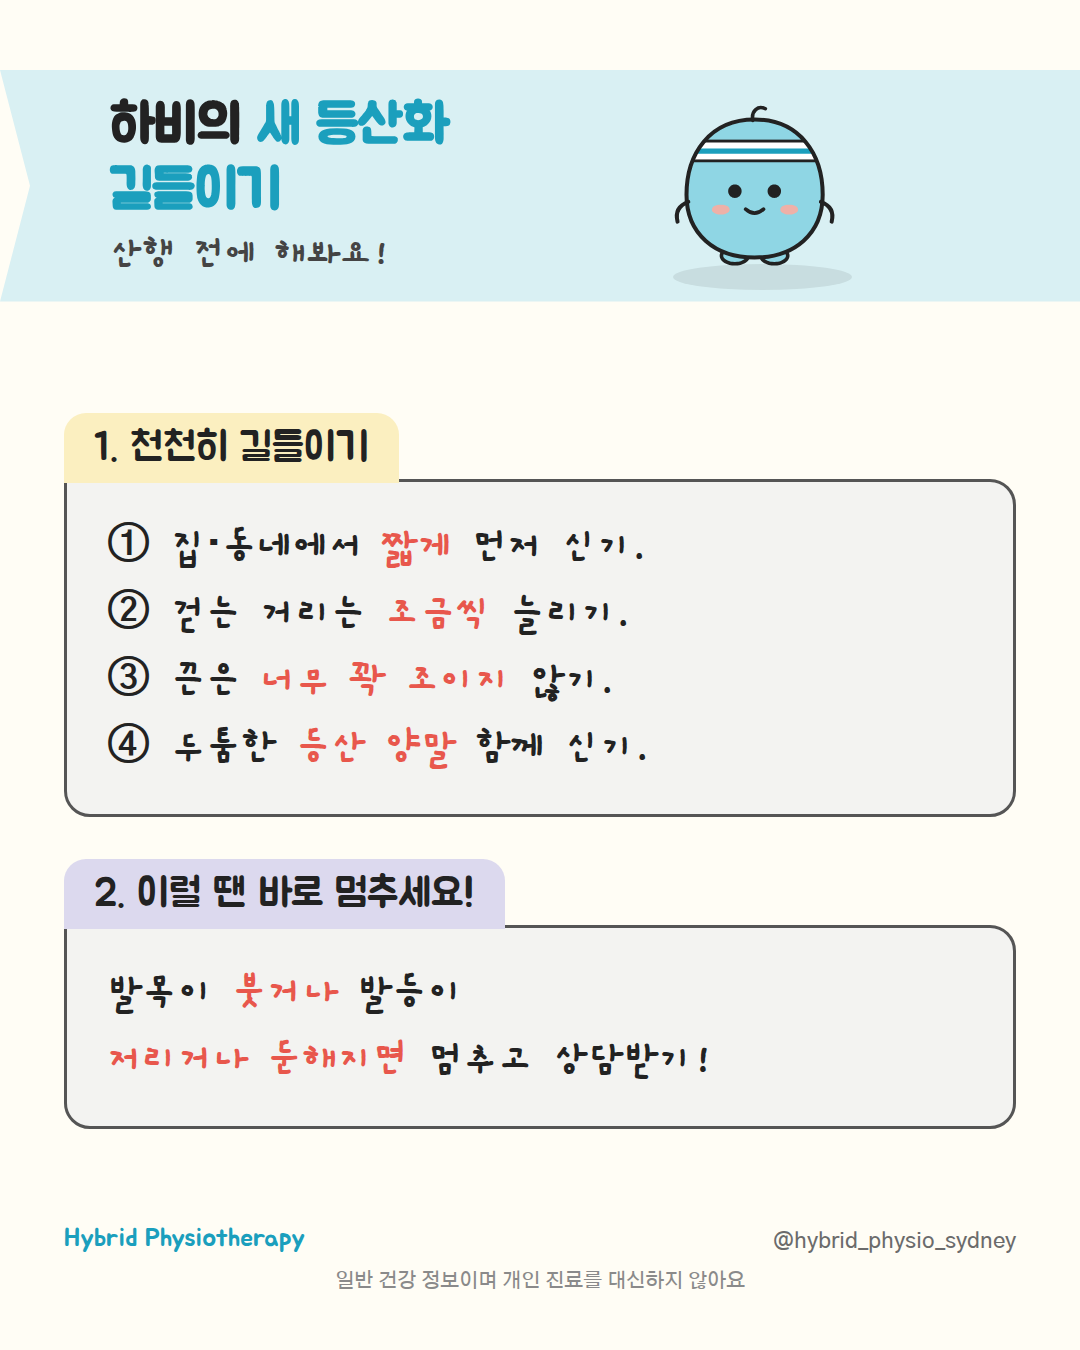 하비의 새 등산화
길들이기
산행 전에 해봐요!
1. 천천히 길들이기
① 집·동네에서 짧게 먼저 신기.
② 걷는 거리는 조금씩 늘리기.
③ 끈은 너무 꽉 조이지 않기.
④ 두툼한 등산 양말 함께 신기.
2. 이럴 땐 바로 멈추세요!
발목이 붓거나 발등이
저리거나 둔해지면 멈추고 상담받기!
Hybrid Physiotherapy
@hybrid_physio_sydney
일반 건강 정보이며 개인 진료를 대신하지 않아요